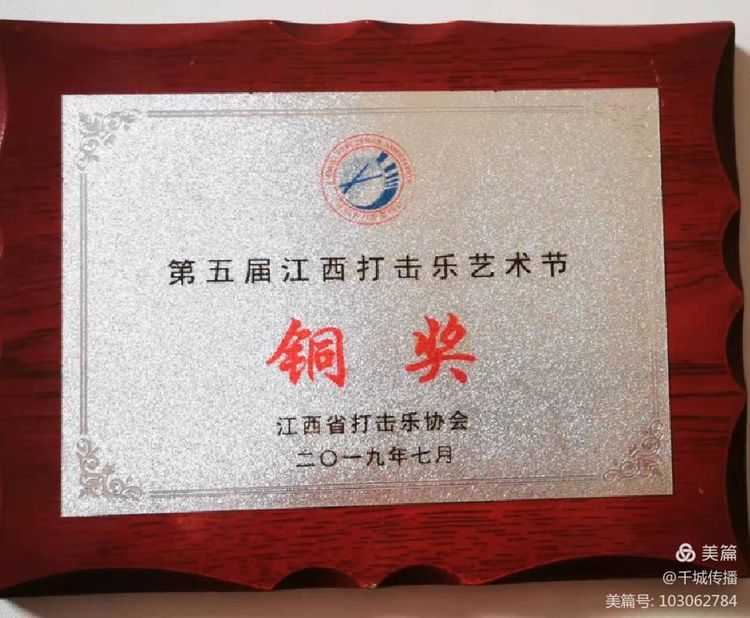 第五届江西打击乐艺术节
铜奖
江西省打击乐协会
二〇一九年七月
美篇
@千城传播
美篇号: 103062784